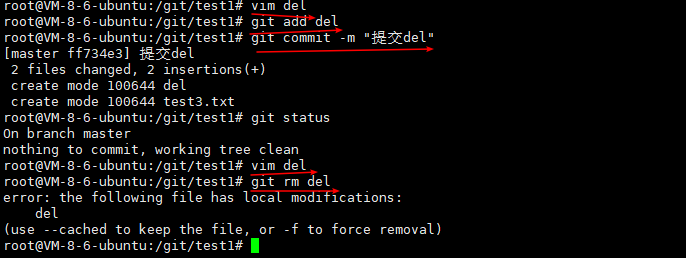 root@VM-8-6-ubuntu:/git/test1# vim del
root@VM-8-6-ubuntu:/git/test1# git add del
root@VM-8-6-ubuntu:/git/test1# git commit -m "提交del"
[master ff734e3] 提交del
 2 files changed, 2 insertions(+)
 create mode 100644 del
 create mode 100644 test3.txt
root@VM-8-6-ubuntu:/git/test1# git status
On branch master
nothing to commit, working tree clean
root@VM-8-6-ubuntu:/git/test1# vim del
root@VM-8-6-ubuntu:/git/test1# git rm del
error: the following file has local modifications:
    del
(use --cached to keep the file, or -f to force removal)
root@VM-8-6-ubuntu:/git/test1#